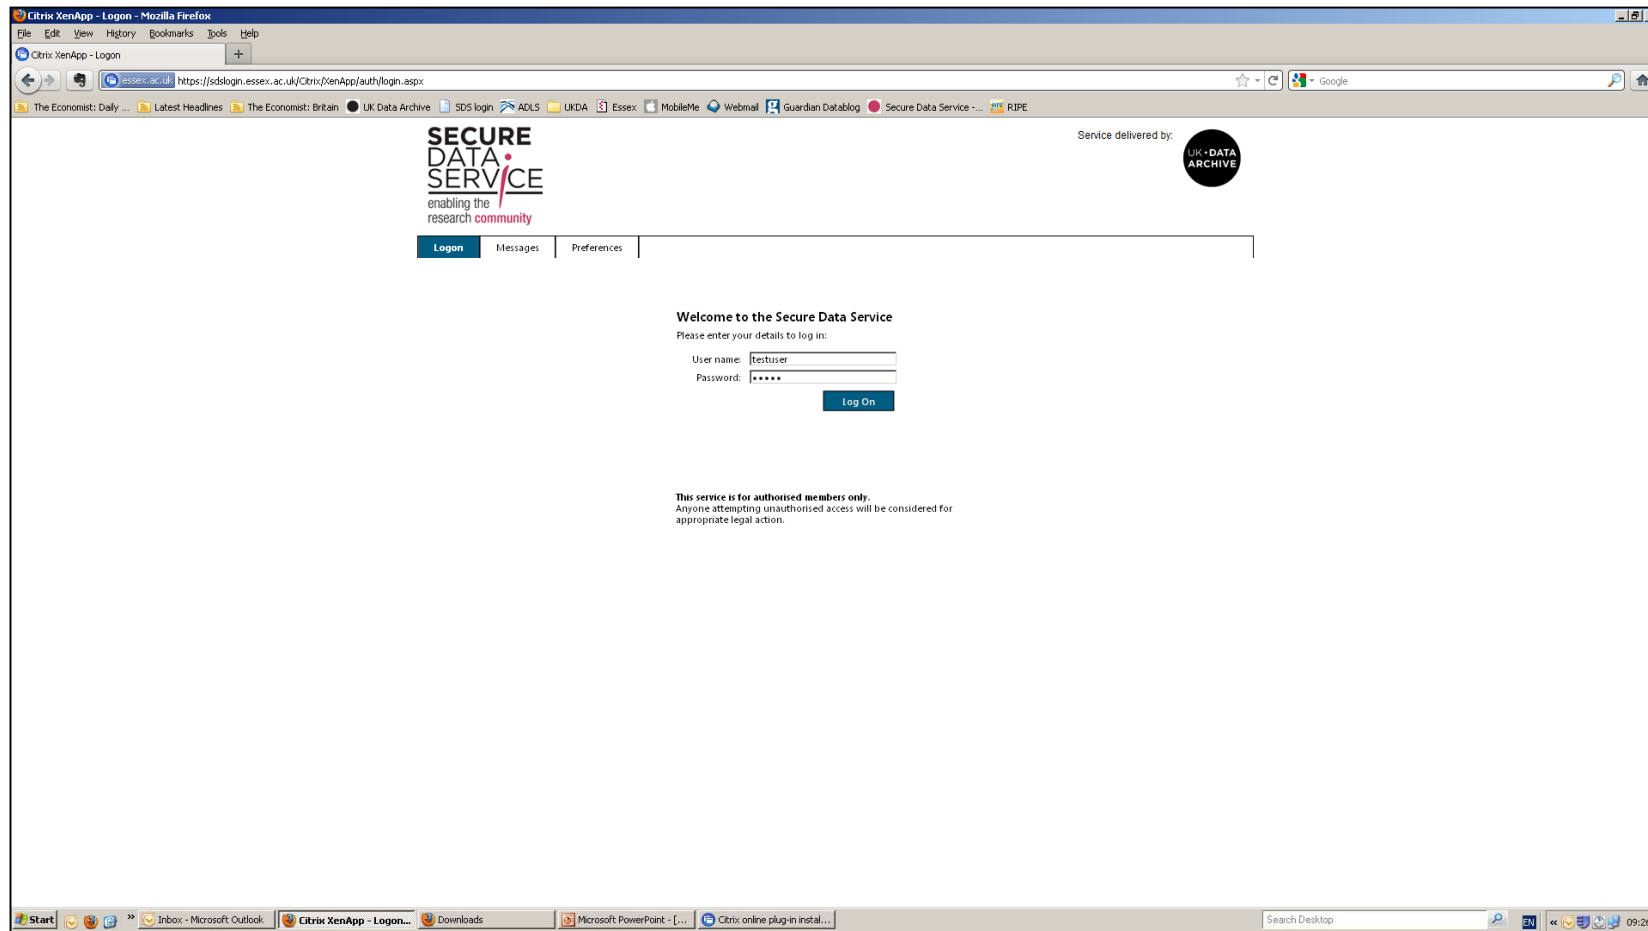 Citrix XenApp - Logon - Mozilla Firefox
File Edit View History Bookmarks Tools Help
Citrix XenApp - Logon +
essex.ac.uk https://sdslogin.essex.ac.uk/Citrix/XenApp/auth/login.aspx Google
The Economist: Daily ... Latest Headlines The Economist: Britain UK Data Archive SDS login ADLS UKDA Essex MobileMe Webmail Guardian Datablog Secure Data Service -... RIPE
SECURE
DATA
SERVICE
enabling the
research community
Service delivered by:
UK•DATA
ARCHIVE
Logon Messages Preferences
Welcome to the Secure Data Service
Please enter your details to log in:
User name: testuser
Password: •••••
Log On
This service is for authorised members only.
Anyone attempting unauthorised access will be considered for
appropriate legal action.
Start » Inbox - Microsoft Outlook Citrix XenApp - Logon... Downloads Microsoft PowerPoint - [... Citrix online plug-in instal... Search Desktop EN « 09:26